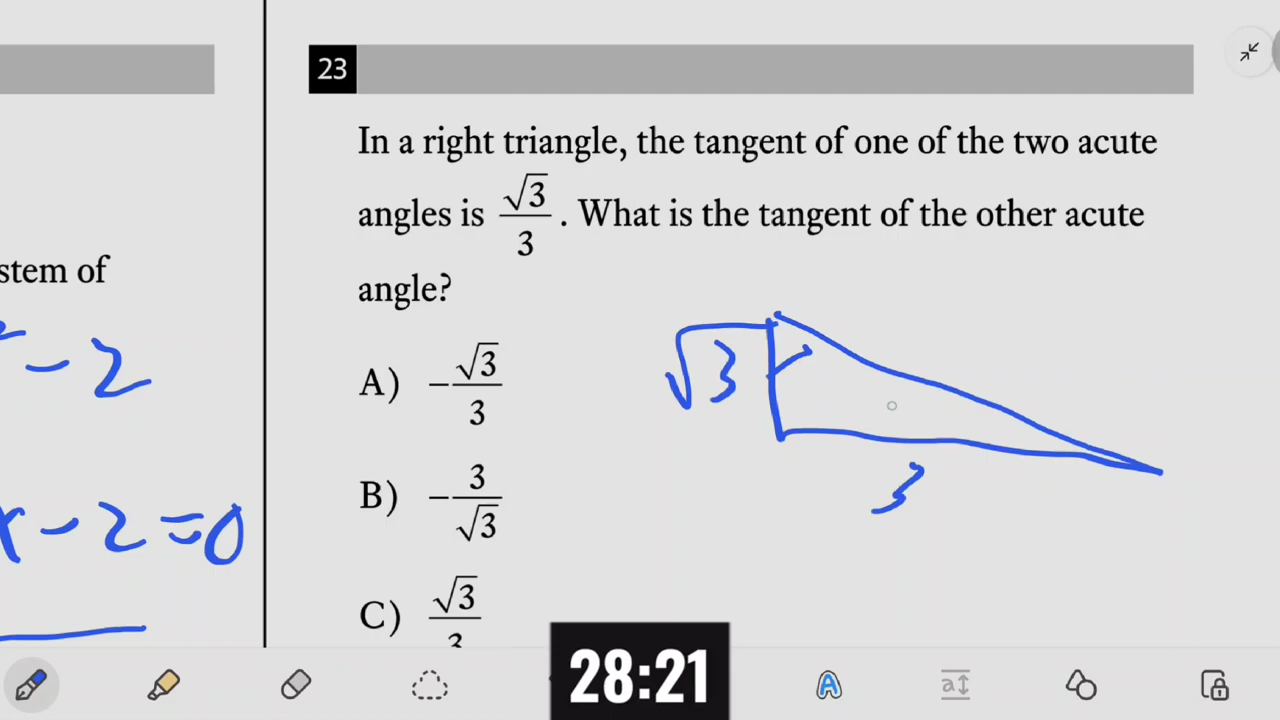 stem of
- 2
x - 2 = 0
23
In a right triangle, the tangent of one of the two acute
angles is √3/3. What is the tangent of the other acute
angle?
A) -√3/3
B) -3/√3
C) √3/3
√3
3
28:21
A
a